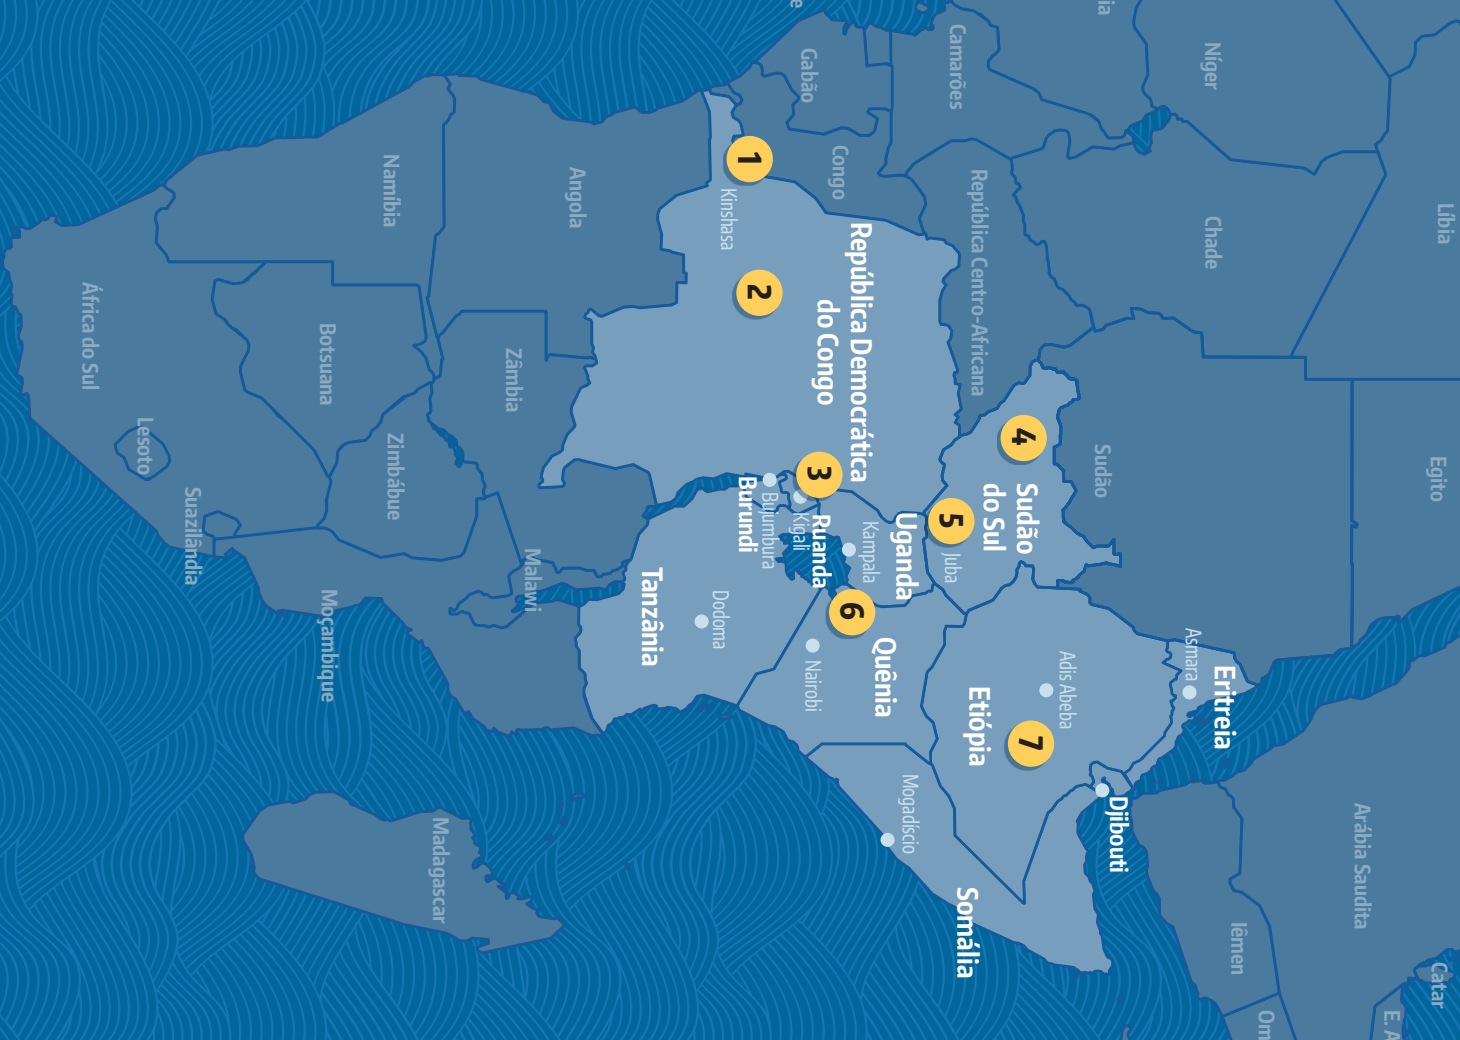 Níger
Líbia
Egito
Chade
Camarões
Gabão
Congo
República Centro-Africana
Sudão
Arábia Saudita
Catar
E. A
Om
Iêmen
Asmara
Eritreia
Djibouti
Adis Abeba
Etiópia
7
4
Sudão
do Sul
5
Juba
República Democrática
do Congo
1
Kinshasa
2
3
Uganda
Kampala
Ruanda
Kigali
Bujumbura
Burundi
6
Quênia
Nairobi
Mogadíscio
Somália
Dodoma
Tanzânia
Angola
Zâmbia
Malawi
Moçambique
Namíbia
Botsuana
Zimbábue
África do Sul
Lesoto
Suazilândia
Madagascar